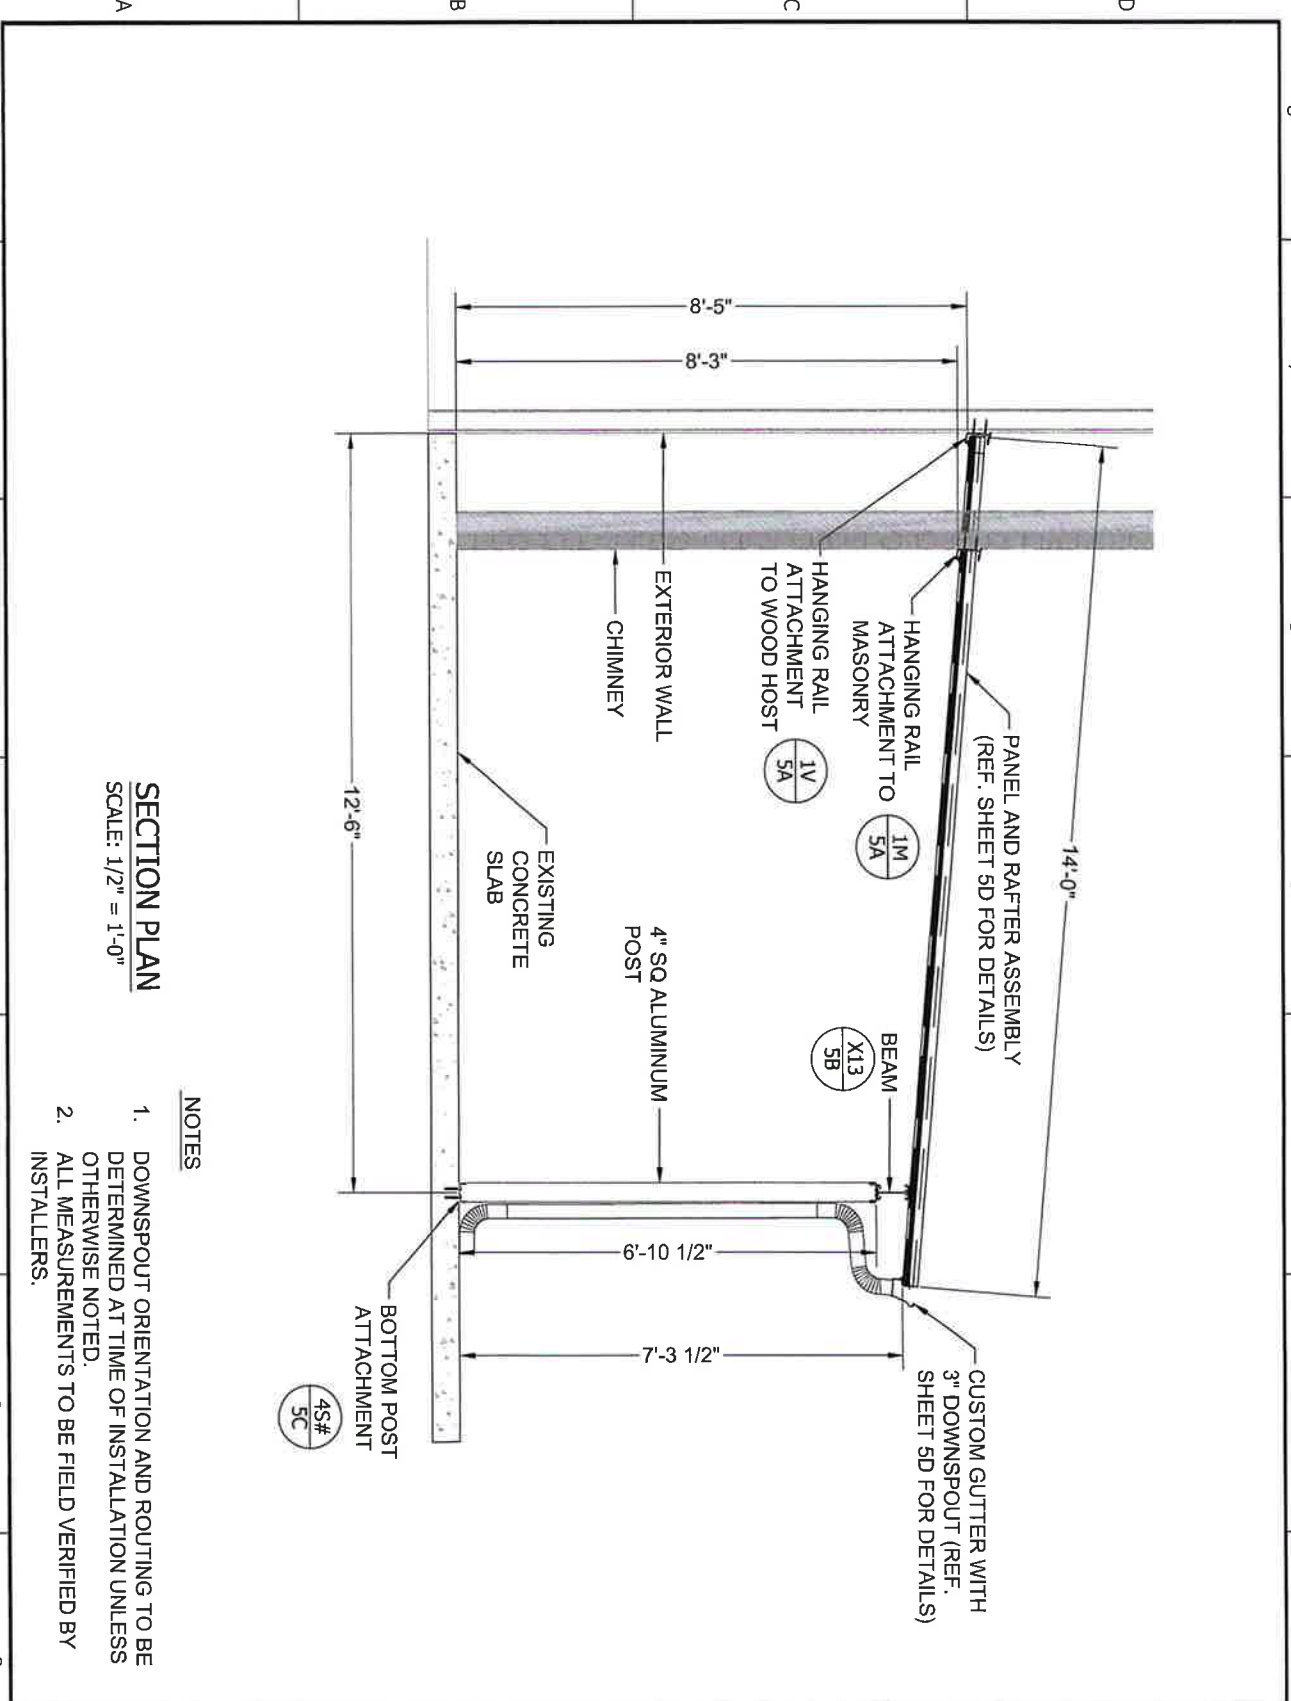 D
C
B
A
14'-0"
PANEL AND RAFTER ASSEMBLY
(REF. SHEET 5D FOR DETAILS)
CUSTOM GUTTER WITH
3" DOWNSPOUT (REF.
SHEET 5D FOR DETAILS)
HANGING RAIL
ATTACHMENT TO
MASONRY
1M
5A
BEAM
X13
5B
HANGING RAIL
ATTACHMENT
TO WOOD HOST
1V
5A
8'-5"
8'-3"
EXTERIOR WALL
CHIMNEY
4" SQ ALUMINUM
POST
6'-10 1/2"
7'-3 1/2"
EXISTING
CONCRETE
SLAB
BOTTOM POST
ATTACHMENT
4S#
5C
12'-6"
SECTION PLAN
SCALE: 1/2" = 1'-0"
NOTES
1. DOWNSPOUT ORIENTATION AND ROUTING TO BE
DETERMINED AT TIME OF INSTALLATION UNLESS
OTHERWISE NOTED.
2. ALL MEASUREMENTS TO BE FIELD VERIFIED BY
INSTALLERS.